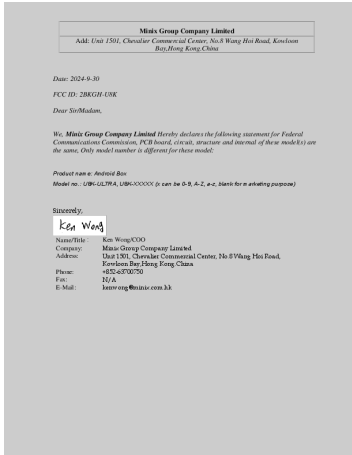 Minix Group Company Limited
Add: Unit 1501, Chevalier Commercial Center, No.8 Wang Hoi Road, Kowloon
Bay,Hong Kong.China
Date: 2024-9-30
FCC ID: 2BKGH-U8K
Dear Sir/Madam,
We, Minix Group Company Limited Hereby declares the following statement for Federal
Communications Commission, PCB board, circuit, structure and internal of these model(s) are
the same, Only model number is different for these model:
Product name: Android Box
Model no.: U8K-ULTRA, U8K-XXXXX (x can be 0-9, A-Z, a-z, blank for marketing purpose)
Sincerely,
Ken Wong
Name/Title: Ken Wong/COO
Company: Minix Group Company Limited
Address: Unit 1501, Chevalier Commercial Center, No.8 Wang Hoi Road,
Kowloon Bay,Hong Kong.China
Phone: +852-63700750
Fax: N/A
E-Mail: kenwong@minix.com.hk